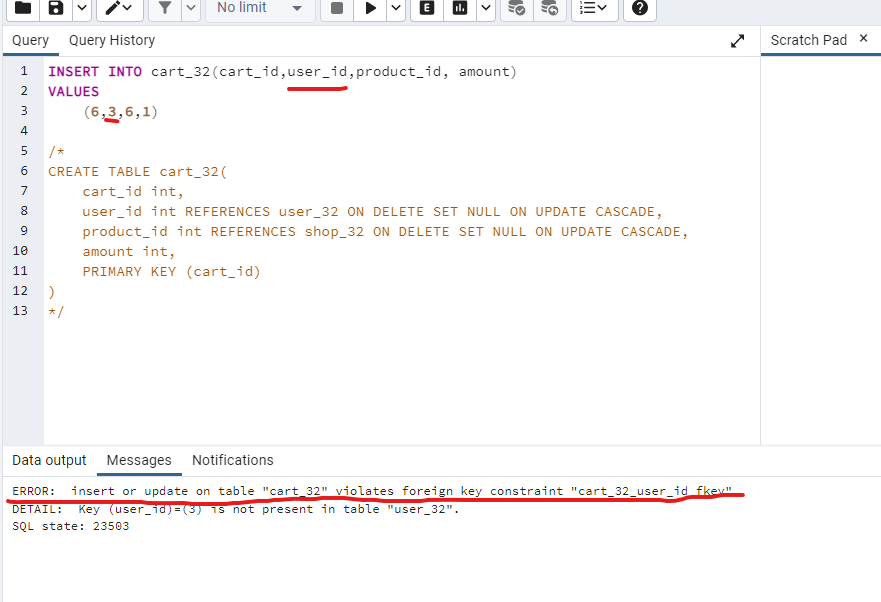 No limit
E
Query Query History Scratch Pad ×
1 INSERT INTO cart_32(cart_id,user_id,product_id, amount)
2 VALUES
3 (6,3,6,1)
4
5 /*
6 CREATE TABLE cart_32(
7 cart_id int,
8 user_id int REFERENCES user_32 ON DELETE SET NULL ON UPDATE CASCADE,
9 product_id int REFERENCES shop_32 ON DELETE SET NULL ON UPDATE CASCADE,
10 amount int,
11 PRIMARY KEY (cart_id)
12 )
13 */
Data output Messages Notifications
ERROR: insert or update on table "cart_32" violates foreign key constraint "cart_32_user_id_fkey"
DETAIL: Key (user_id)=(3) is not present in table "user_32".
SQL state: 23503